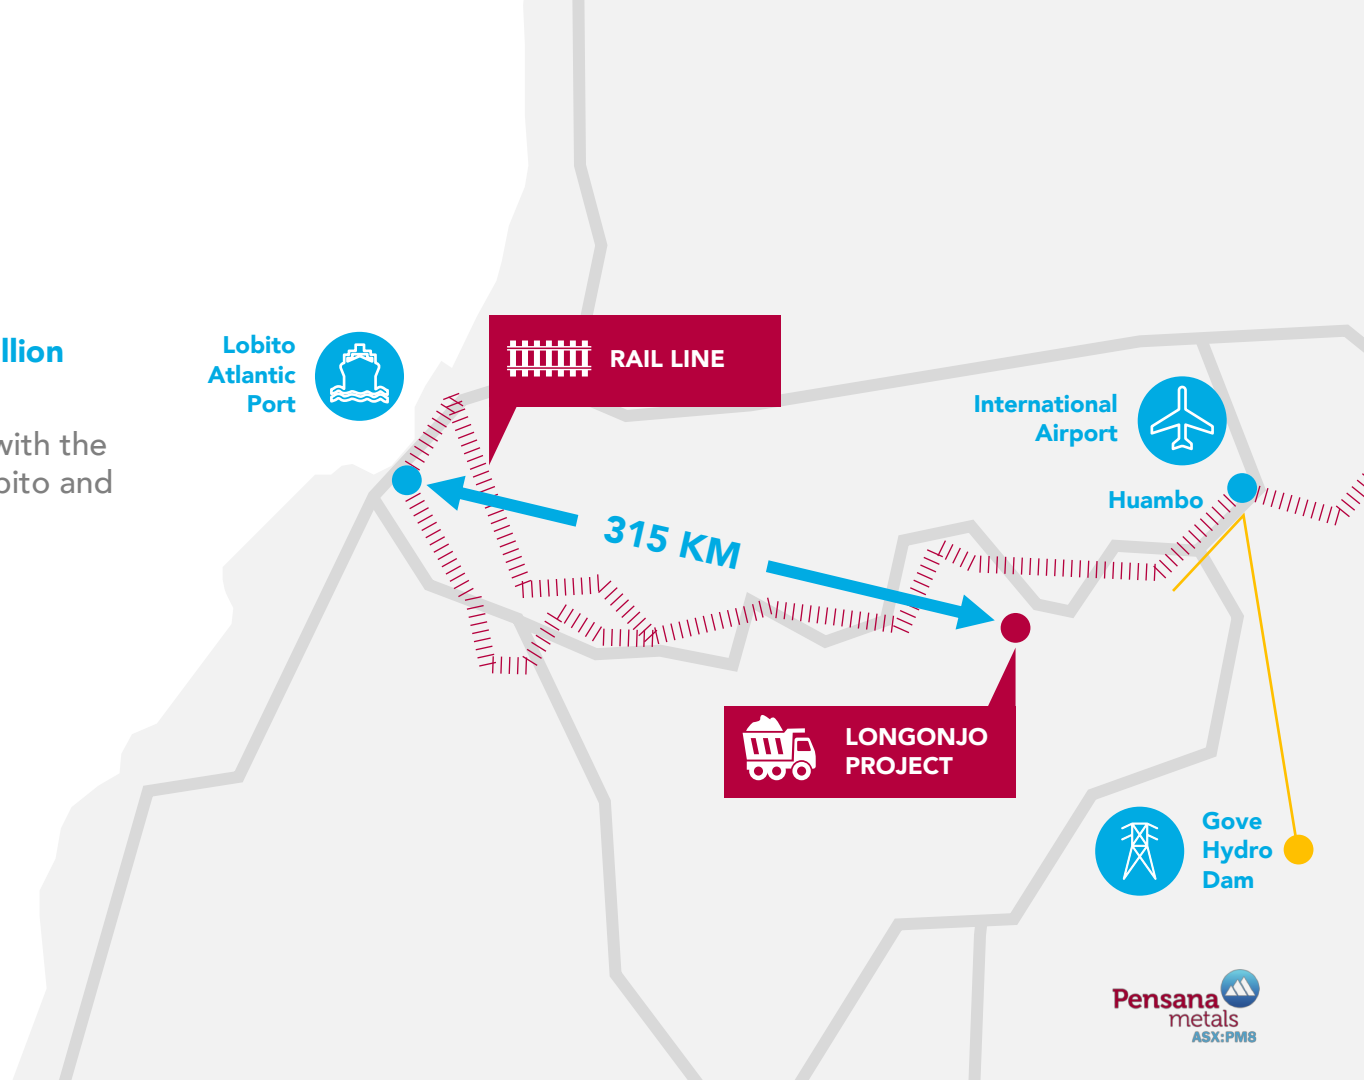 llion
with the
bito and
Lobito
Atlantic
Port
RAIL LINE
International
Airport
Huambo
315 KM
LONGONJO
PROJECT
Gove
Hydro
Dam
Pensana
metals
ASX:PM8